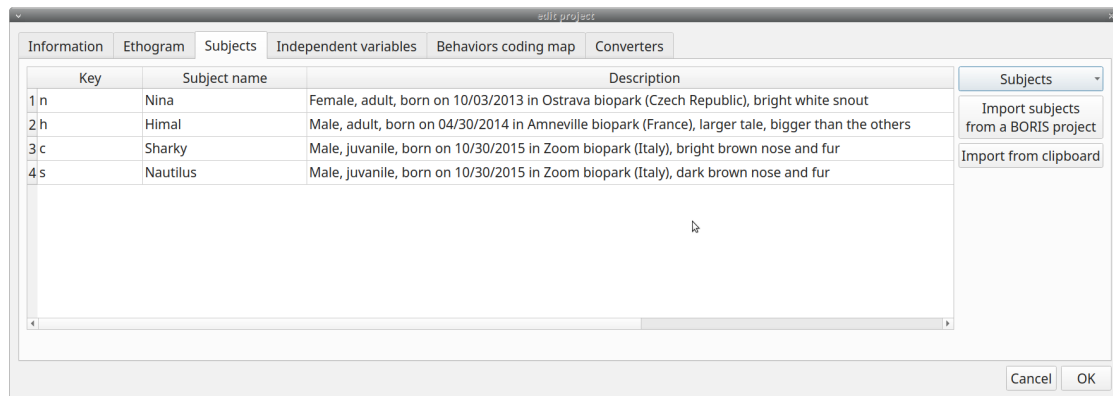 edit project
Information Ethogram Subjects Independent variables Behaviors coding map Converters
Key Subject name Description
1 n Nina Female, adult, born on 10/03/2013 in Ostrava biopark (Czech Republic), bright white snout
2 h Himal Male, adult, born on 04/30/2014 in Amneville biopark (France), larger tale, bigger than the others
3 c Sharky Male, juvanile, born on 10/30/2015 in Zoom biopark (Italy), bright brown nose and fur
4 s Nautilus Male, juvanile, born on 10/30/2015 in Zoom biopark (Italy), dark brown nose and fur
Subjects
Import subjects
from a BORIS project
Import from clipboard
Cancel OK